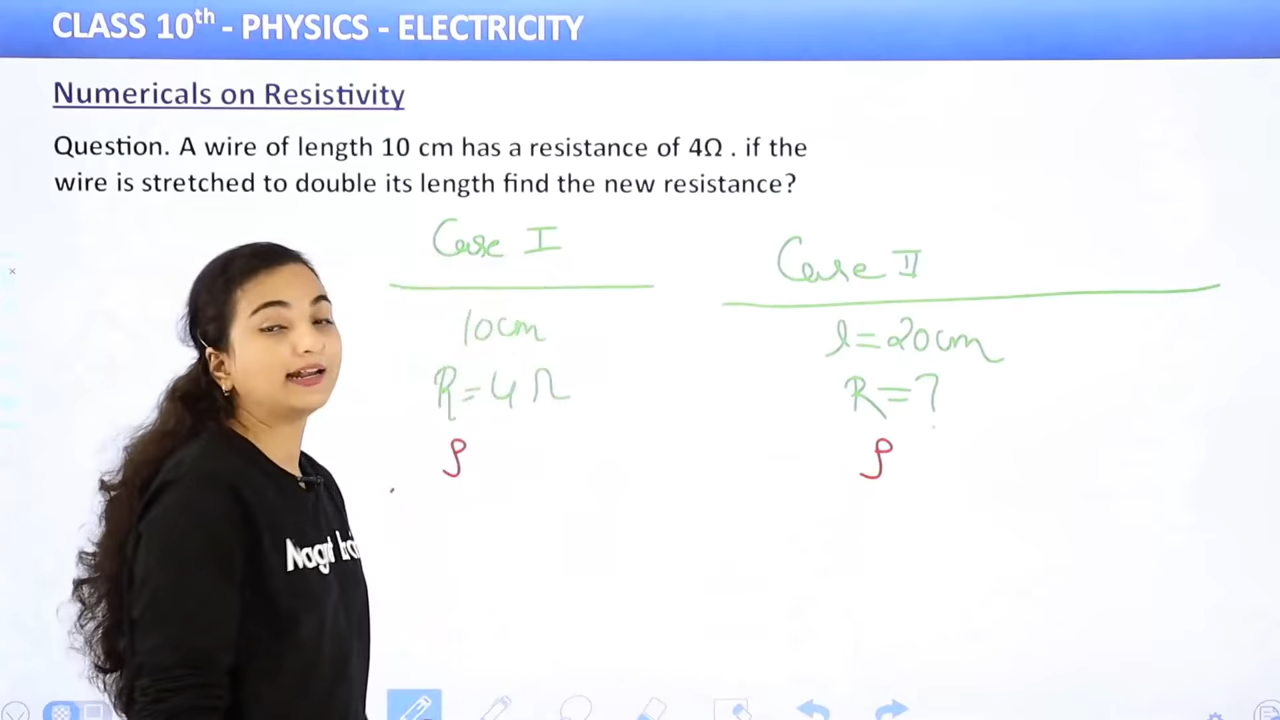 CLASS 10th - PHYSICS - ELECTRICITY
Numericals on Resistivity
Question. A wire of length 10 cm has a resistance of 4Ω . if the
wire is stretched to double its length find the new resistance?
Case I
10cm
R=4Ω
ρ
Case II
l=20cm
R=?
ρ